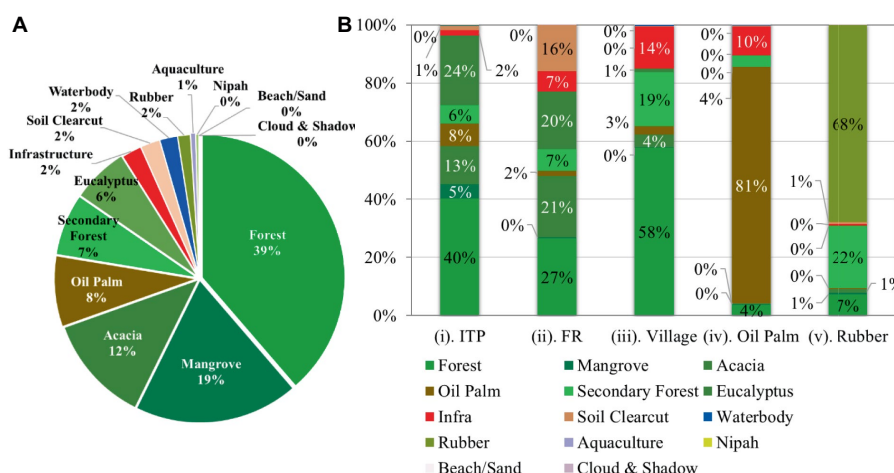 A
Aquaculture
1%
Nipah
0%
Beach/Sand
0%
Cloud & Shadow
0%
Waterbody
2%
Rubber
2%
Soil Clearcut
2%
Infrastructure
2%
Eucalyptus
6%
Secondary
Forest
7%
Oil Palm
8%
Acacia
12%
Mangrove
19%
Forest
39%
B
100%
80%
60%
40%
20%
0%
0%
1%
2%
24%
6%
8%
13%
5%
40%
0%
16%
7%
20%
7%
2%
21%
0%
27%
0%
0%
14%
1%
19%
3%
4%
0%
58%
0%
0%
10%
0%
4%
81%
0%
0%
4%
68%
1%
0%
0%
22%
0%
1%
1%
7%
(i). ITP (ii). FR (iii). Village (iv). Oil Palm (v). Rubber
Forest Mangrove Acacia
Oil Palm Secondary Forest Eucalyptus
Infra Soil Clearcut Waterbody
Rubber Aquaculture Nipah
Beach/Sand Cloud & Shadow